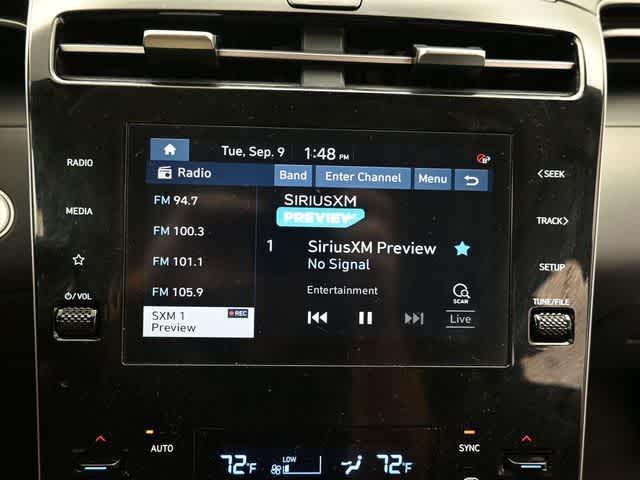 Tue, Sep. 9 1:48 PM
Radio Band Enter Channel Menu
RADIO
MEDIA
⏻/VOL
FM 94.7
FM 100.3
FM 101.1
FM 105.9
SXM 1 REC
Preview
SIRIUSXM
PREVIEW
1 SiriusXM Preview
No Signal
Entertainment
SCAN
Live
<SEEK
TRACK>
SETUP
TUNE/FILE
AUTO
SYNC
72°F LOW 72°F